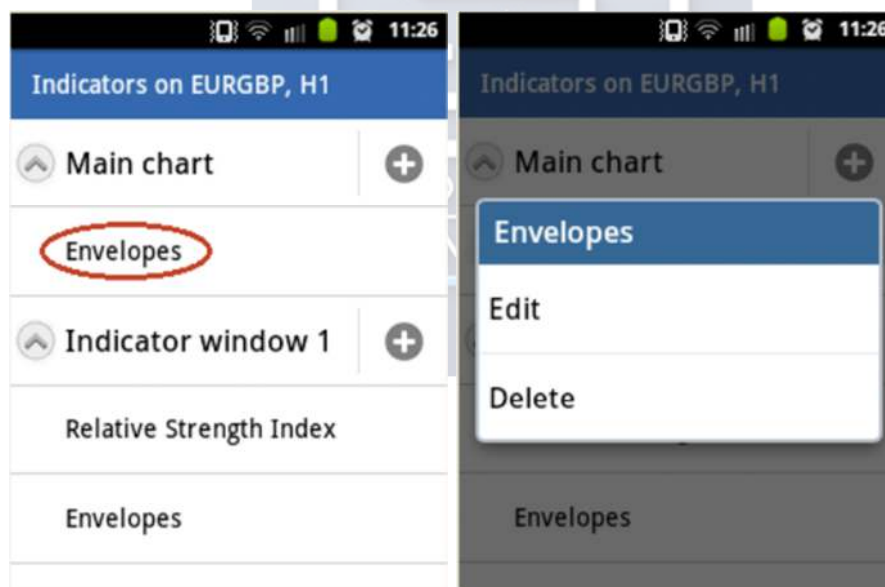 11:26
Indicators on EURGBP, H1
Main chart
Envelopes
Indicator window 1
Relative Strength Index
Envelopes
11:26
Indicators on EURGBP, H1
Main chart
Envelopes
Edit
Delete
Envelopes